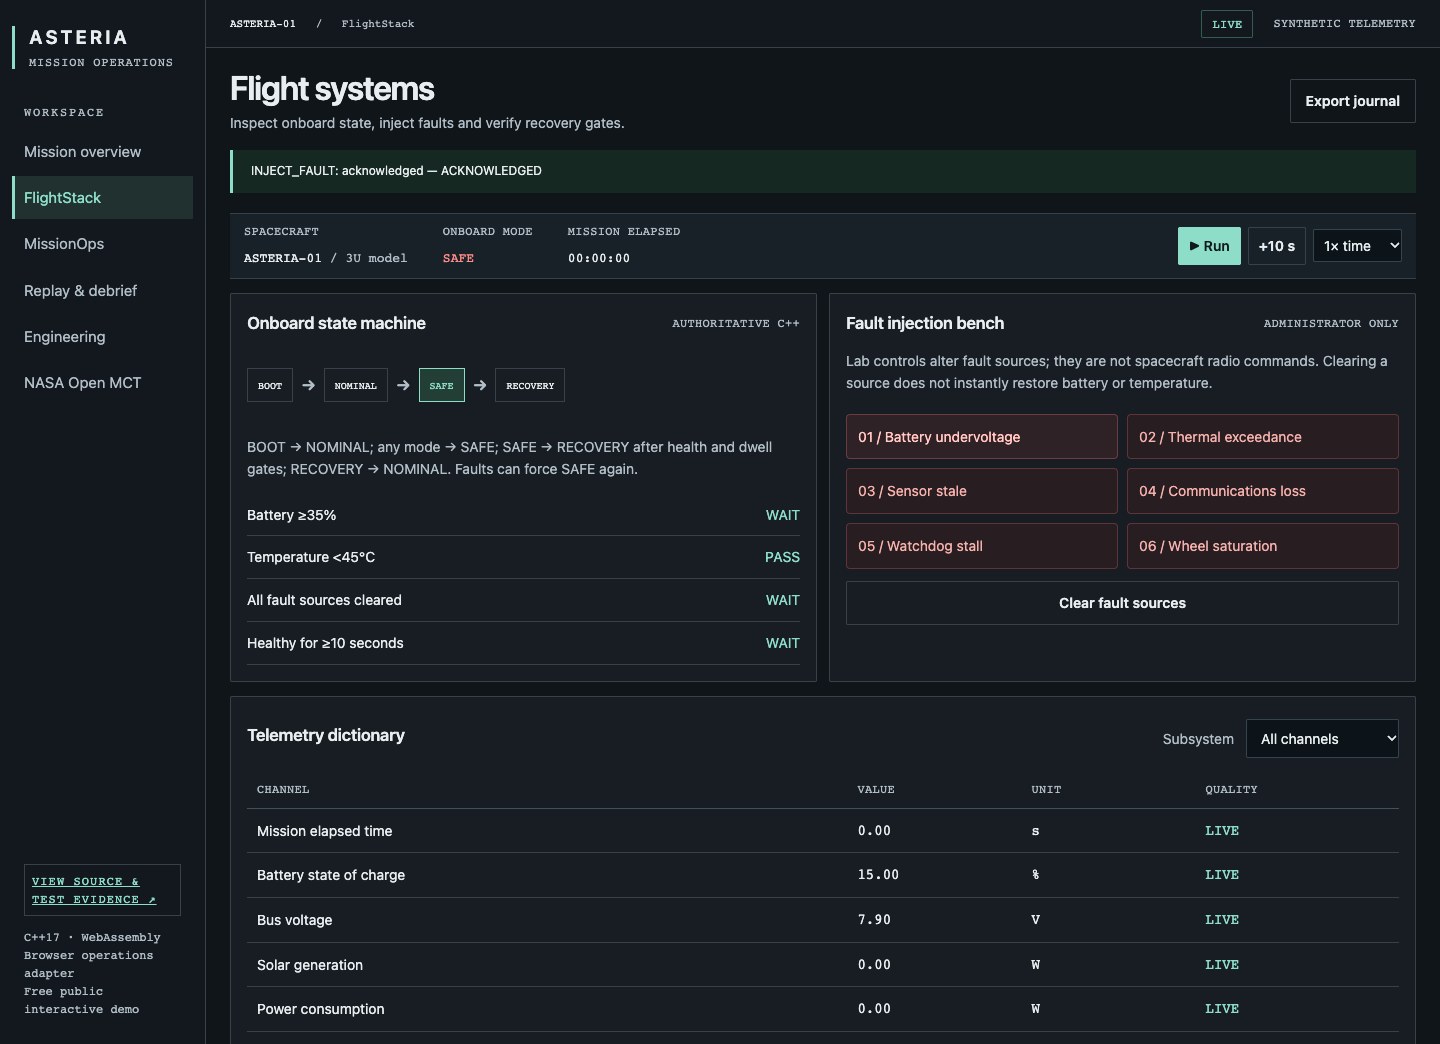 ASTERIA
MISSION OPERATIONS
WORKSPACE
Mission overview
FlightStack
MissionOps
Replay & debrief
Engineering
NASA Open MCT
VIEW SOURCE &
TEST EVIDENCE ↗
C++17 · WebAssembly
Browser operations
adapter
Free public
interactive demo
ASTERIA-01 / FlightStack
LIVE SYNTHETIC TELEMETRY
Flight systems
Inspect onboard state, inject faults and verify recovery gates.
Export journal
INJECT_FAULT: acknowledged — ACKNOWLEDGED
SPACECRAFT ONBOARD MODE MISSION ELAPSED
ASTERIA-01 / 3U model SAFE 00:00:00
▶ Run +10 s 1× time
Onboard state machine AUTHORITATIVE C++
BOOT → NOMINAL → SAFE → RECOVERY
BOOT → NOMINAL; any mode → SAFE; SAFE → RECOVERY after health and dwell
gates; RECOVERY → NOMINAL. Faults can force SAFE again.
Battery ≥35% WAIT
Temperature <45°C PASS
All fault sources cleared WAIT
Healthy for ≥10 seconds WAIT
Fault injection bench ADMINISTRATOR ONLY
Lab controls alter fault sources; they are not spacecraft radio commands. Clearing a
source does not instantly restore battery or temperature.
01 / Battery undervoltage 02 / Thermal exceedance
03 / Sensor stale 04 / Communications loss
05 / Watchdog stall 06 / Wheel saturation
Clear fault sources
Telemetry dictionary Subsystem All channels
CHANNEL VALUE UNIT QUALITY
Mission elapsed time 0.00 s LIVE
Battery state of charge 15.00 % LIVE
Bus voltage 7.90 V LIVE
Solar generation 0.00 W LIVE
Power consumption 0.00 W LIVE